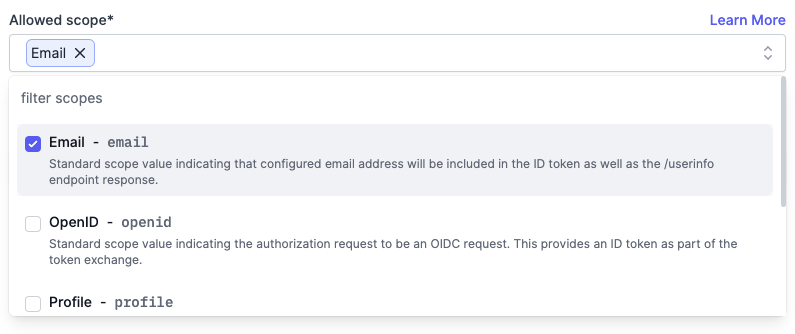 Allowed scope* Learn More
Email
filter scopes
Email - email
Standard scope value indicating that configured email address will be included in the ID token as well as the /userinfo
endpoint response.
OpenID - openid
Standard scope value indicating the authorization request to be an OIDC request. This provides an ID token as part of the
token exchange.
Profile - profile